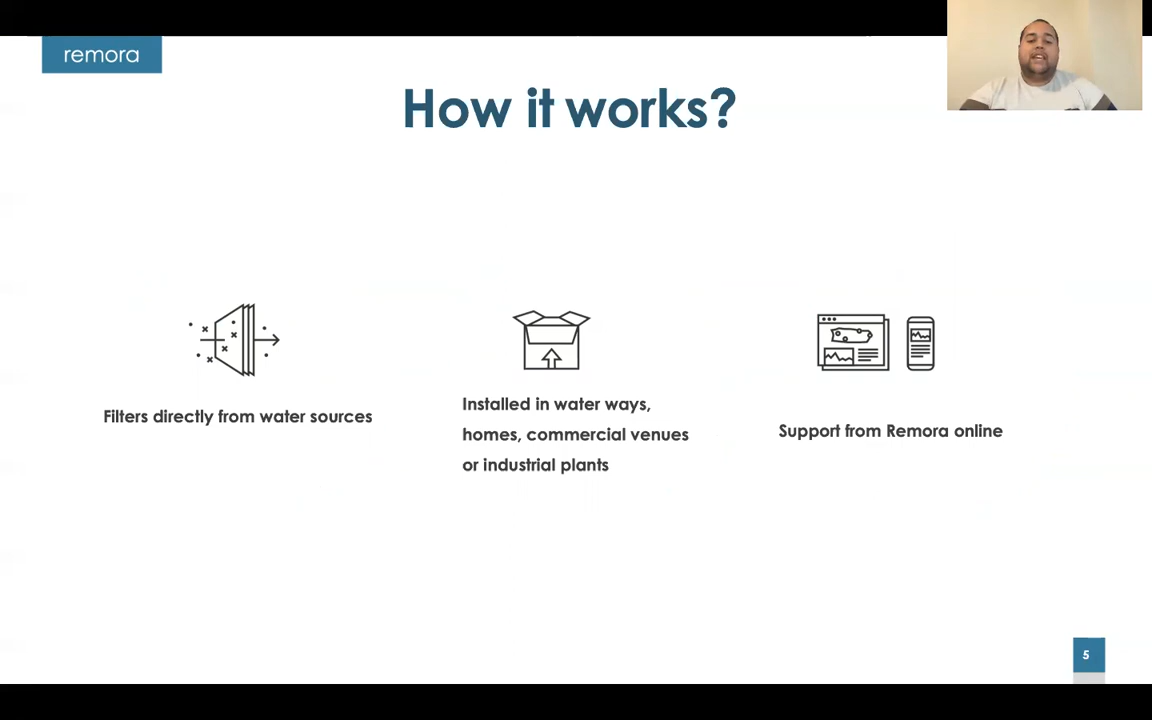 remora
How it works?
Filters directly from water sources
Installed in water ways,
homes, commercial venues
or industrial plants
Support from Remora online
5